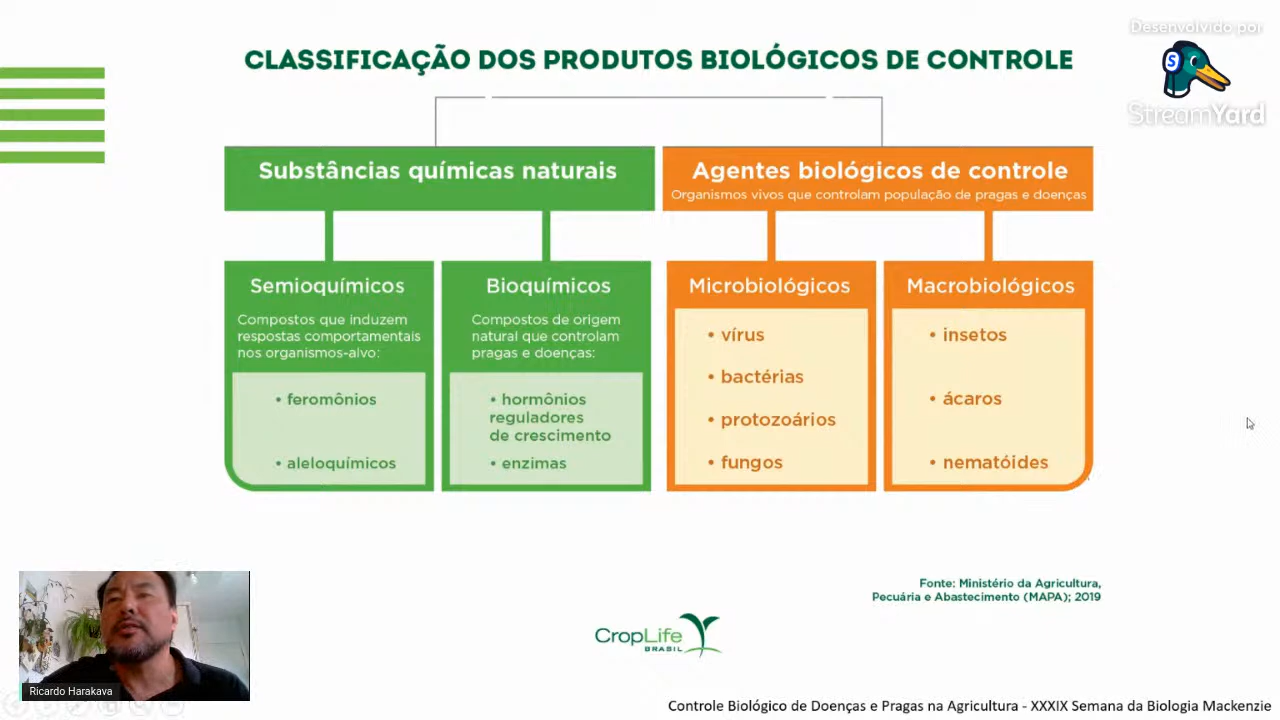 Desenvolvido por
StreamYard
CLASSIFICAÇÃO DOS PRODUTOS BIOLÓGICOS DE CONTROLE
Substâncias químicas naturais
Agentes biológicos de controle
Organismos vivos que controlam população de pragas e doenças
Semioquímicos
Compostos que induzem
respostas comportamentais
nos organismos-alvo:
• feromônios
• aleloquímicos
Bioquímicos
Compostos de origem
natural que controlam
pragas e doenças:
• hormônios
reguladores
de crescimento
• enzimas
Microbiológicos
• vírus
• bactérias
• protozoários
• fungos
Macrobiológicos
• insetos
• ácaros
• nematóides
Fonte: Ministério da Agricultura,
Pecuária e Abastecimento (MAPA); 2019
CropLife
BRASIL
Ricardo Harakava
Controle Biológico de Doenças e Pragas na Agricultura - XXXIX Semana da Biologia Mackenzie